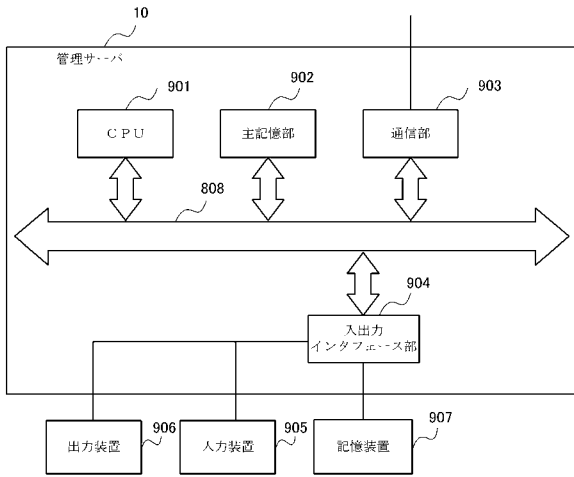 10
管理サーバ
901
902
903
CPU
主記憶部
通信部
808
904
入出力
インタフェース部
出力装置
906
入力装置
905
記憶装置
907